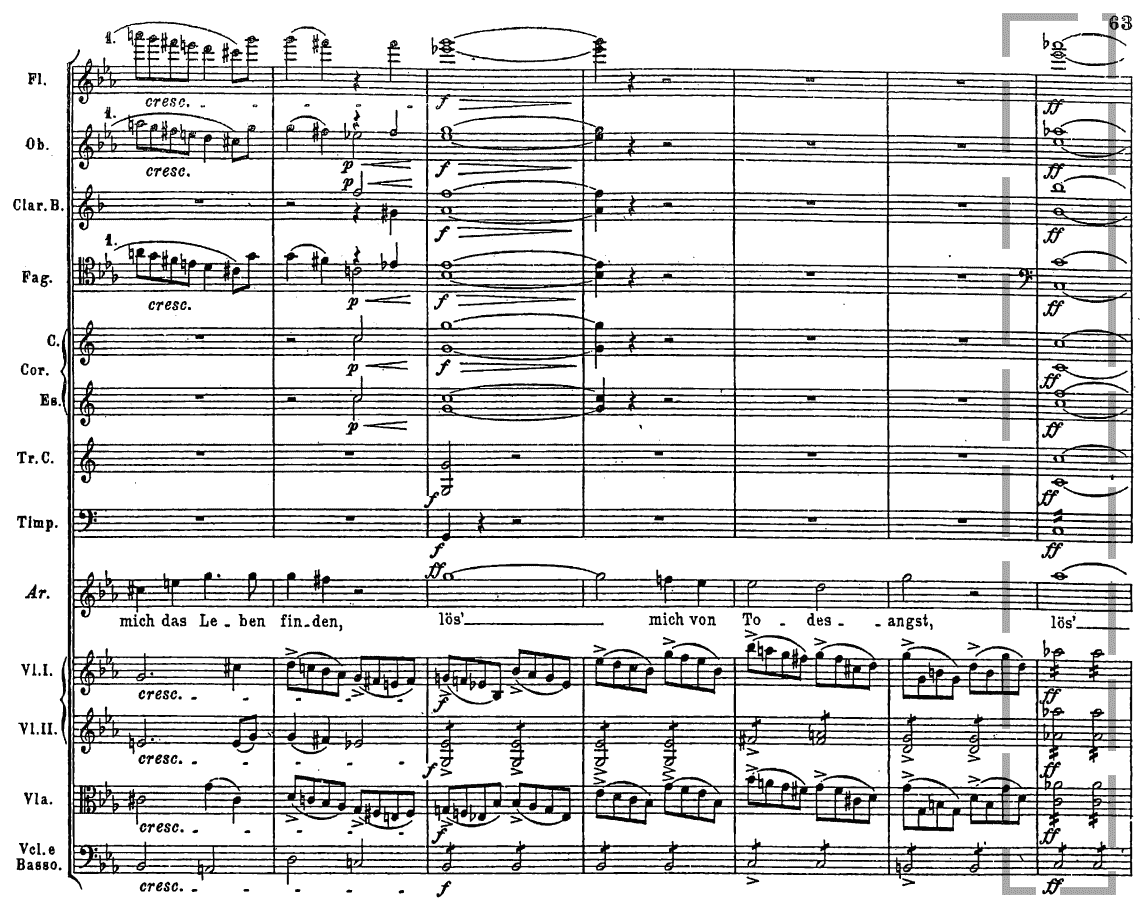 63
1.
Fl.
cresc. f ff
1.
Ob.
cresc. p f ff
p
Clar. B.
f ff
1.
Fag.
cresc. p f ff
C.
p f ff
Cor.
Es.
p ff
Tr. C.
f ff
Timp.
f ff
ff
Ar.
mich das Le - ben fin - den, lös' mich von To - des - angst, lös'
Vl. I.
cresc. f ff
Vl. II.
cresc. f ff
Vla.
cresc. f ff
Vcl. e
Basso.
cresc. f ff